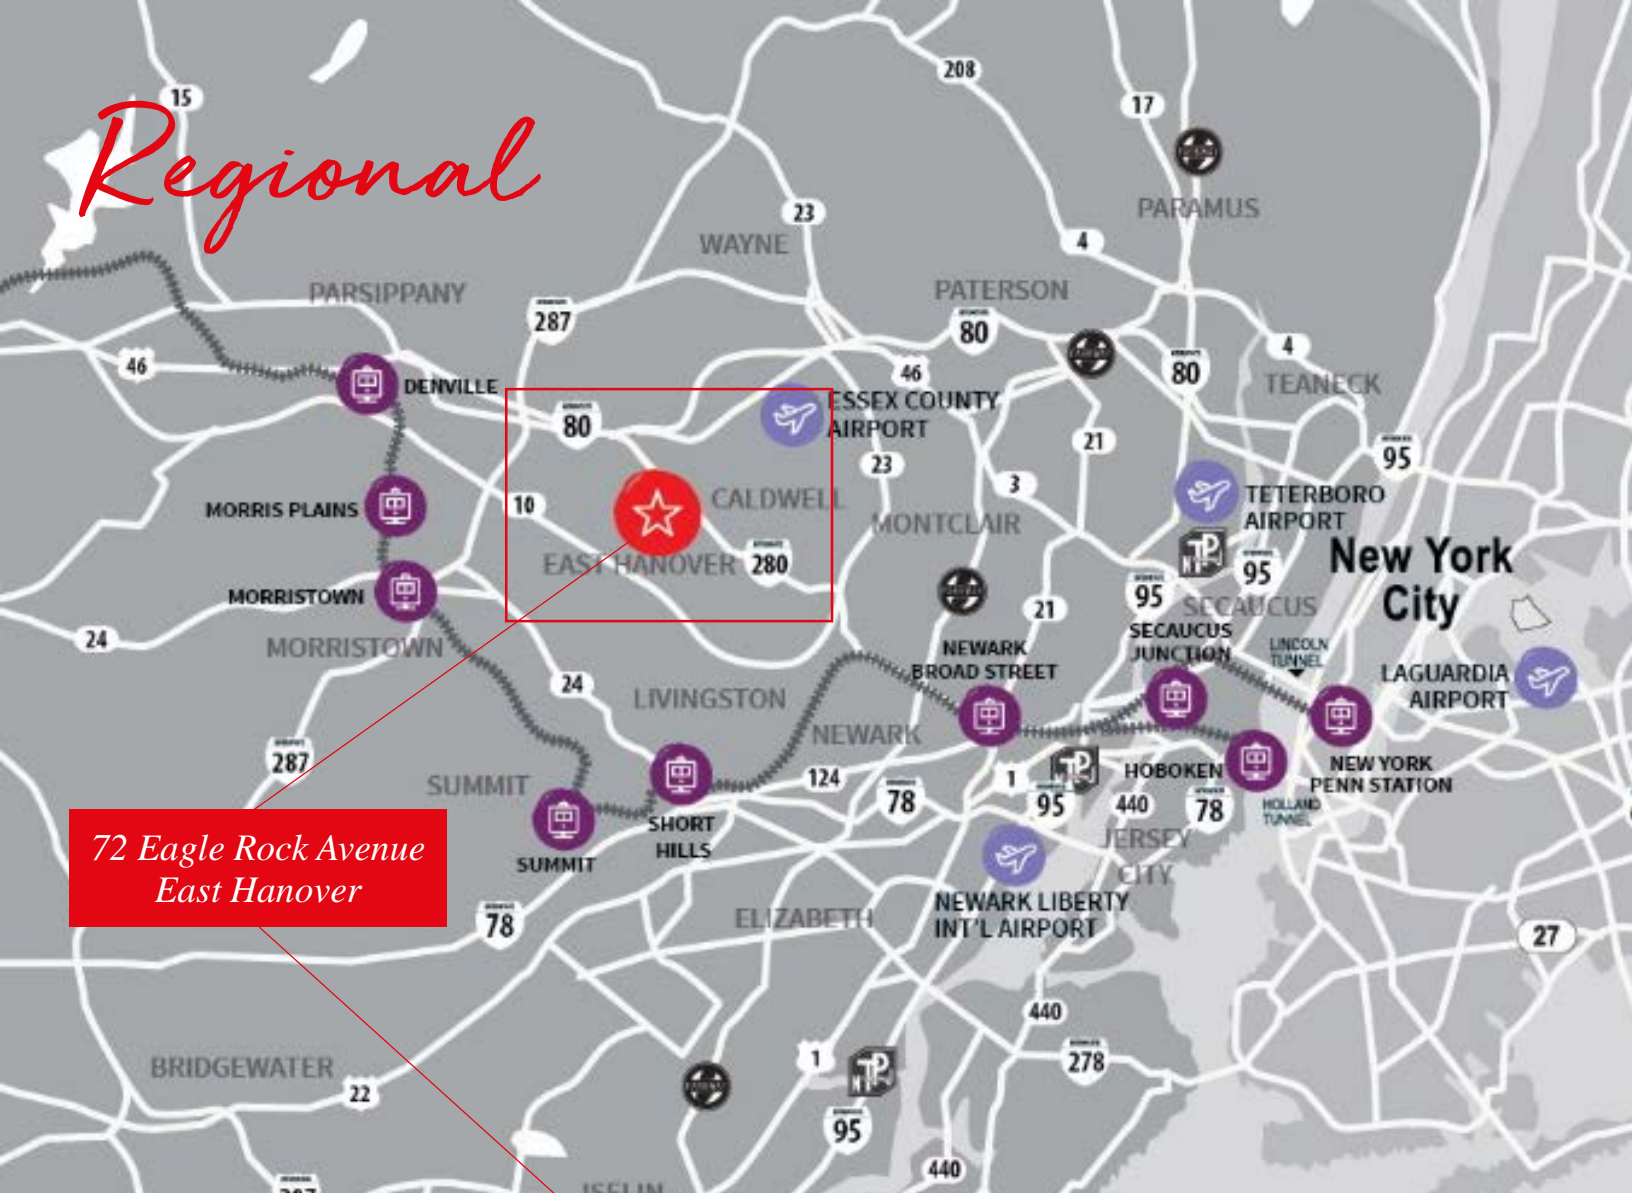 Regional
15
208
17
PARAMUS
23
4
WAYNE
PARSIPPANY
PATERSON
287
80
46
46
4
80
TEANECK
DENVILLE
ESSEX COUNTY
AIRPORT
80
21
95
23
3
10
CALDWELL
MORRIS PLAINS
MONTCLAIR
TETERBORO
AIRPORT
New York
City
EAST HANOVER
280
95
95
MORRISTOWN
21
SECAUCUS
24
MORRISTOWN
NEWARK
BROAD STREET
SECAUCUS
JUNCTION
LINCOLN
TUNNEL
LAGUARDIA
AIRPORT
24
LIVINGSTON
NEWARK
287
SUMMIT
124
78
1
95
HOBOKEN
440
78
NEW YORK
PENN STATION
HOLLAND
TUNNEL
SHORT
HILLS
JERSEY
CITY
72 Eagle Rock Avenue
East Hanover
SUMMIT
78
ELIZABETH
NEWARK LIBERTY
INT'L AIRPORT
27
440
BRIDGEWATER
22
1
278
95
440
287
ISELIN